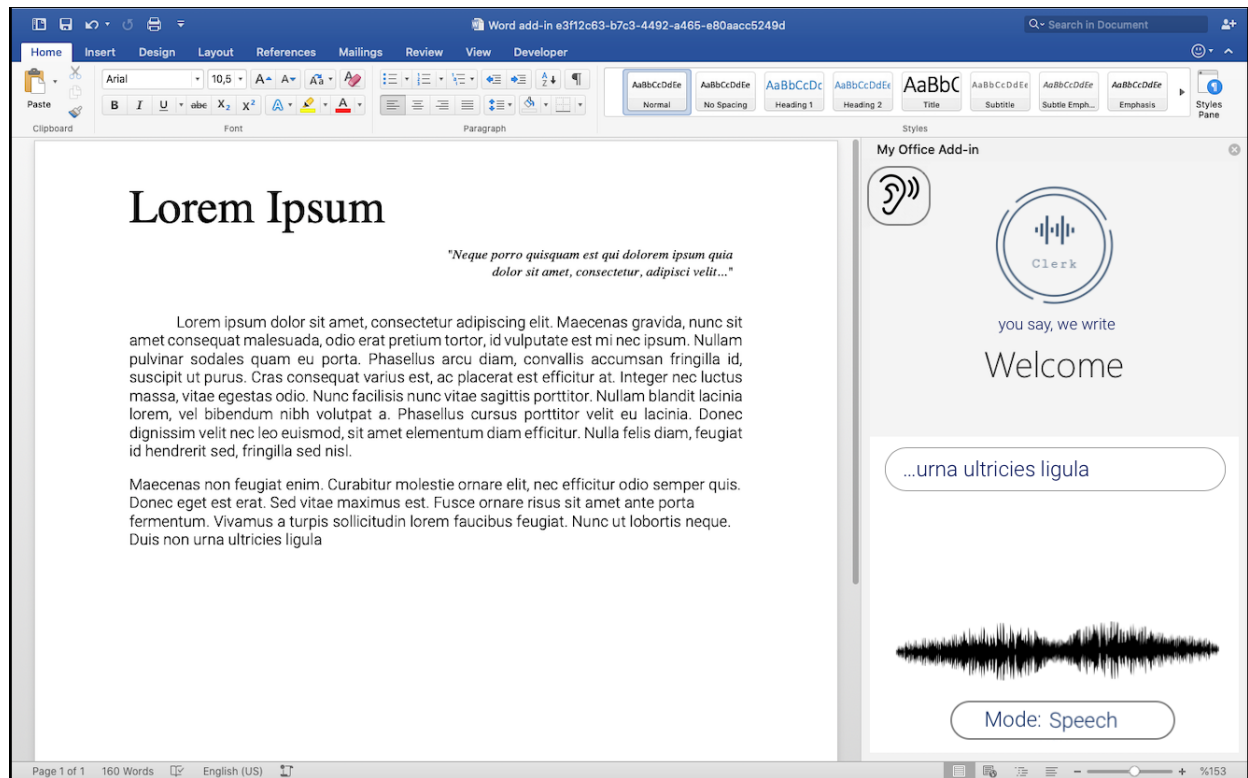 Word add-in e3f12c63-b7c3-4492-a465-e80aacc5249d
Search in Document
Home Insert Design Layout References Mailings Review View Developer
Paste
Arial 10,5
B I U abc X₂ X² A A
AaBbCcDdEe AaBbCcDdEe AaBbCcDc AaBbCcDdEe AaBbC AaBbCcDdEe AaBbCcDdEe AaBbCcDdEe
Normal No Spacing Heading 1 Heading 2 Title Subtitle Subtle Emph... Emphasis
Styles
Pane
Clipboard Font Paragraph Styles
Lorem Ipsum
"Neque porro quisquam est qui dolorem ipsum quia
dolor sit amet, consectetur, adipisci velit..."
Lorem ipsum dolor sit amet, consectetur adipiscing elit. Maecenas gravida, nunc sit
amet consequat malesuada, odio erat pretium tortor, id vulputate est mi nec ipsum. Nullam
pulvinar sodales quam eu porta. Phasellus arcu diam, convallis accumsan fringilla id,
suscipit ut purus. Cras consequat varius est, ac placerat est efficitur at. Integer nec luctus
massa, vitae egestas odio. Nunc facilisis nunc vitae sagittis porttitor. Nullam blandit lacinia
lorem, vel bibendum nibh volutpat a. Phasellus cursus porttitor velit eu lacinia. Donec
dignissim velit nec leo euismod, sit amet elementum diam efficitur. Nulla felis diam, feugiat
id hendrerit sed, fringilla sed nisl.
Maecenas non feugiat enim. Curabitur molestie ornare elit, nec efficitur odio semper quis.
Donec eget est erat. Sed vitae maximus est. Fusce ornare risus sit amet ante porta
fermentum. Vivamus a turpis sollicitudin lorem faucibus feugiat. Nunc ut lobortis neque.
Duis non urna ultricies ligula
My Office Add-in
Clerk
you say, we write
Welcome
...urna ultricies ligula
Mode: Speech
Page 1 of 1 160 Words English (US) %153